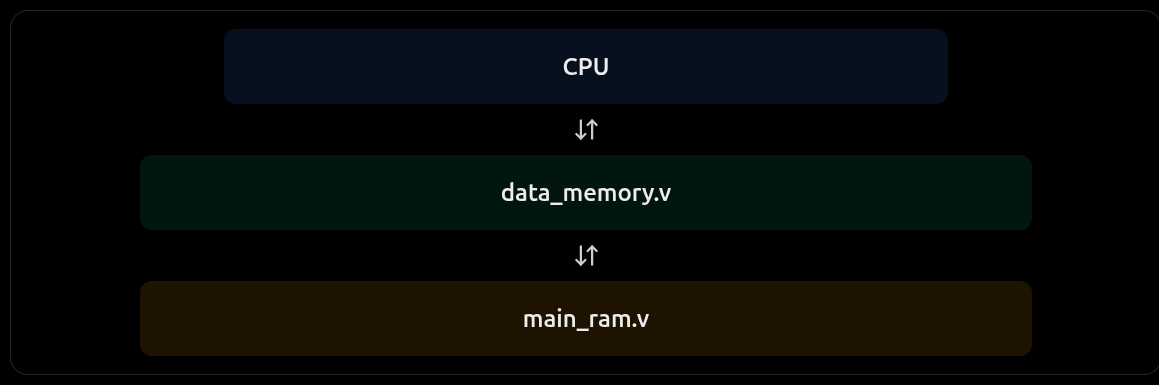 CPU
↓↑
data_memory.v
↓↑
main_ram.v